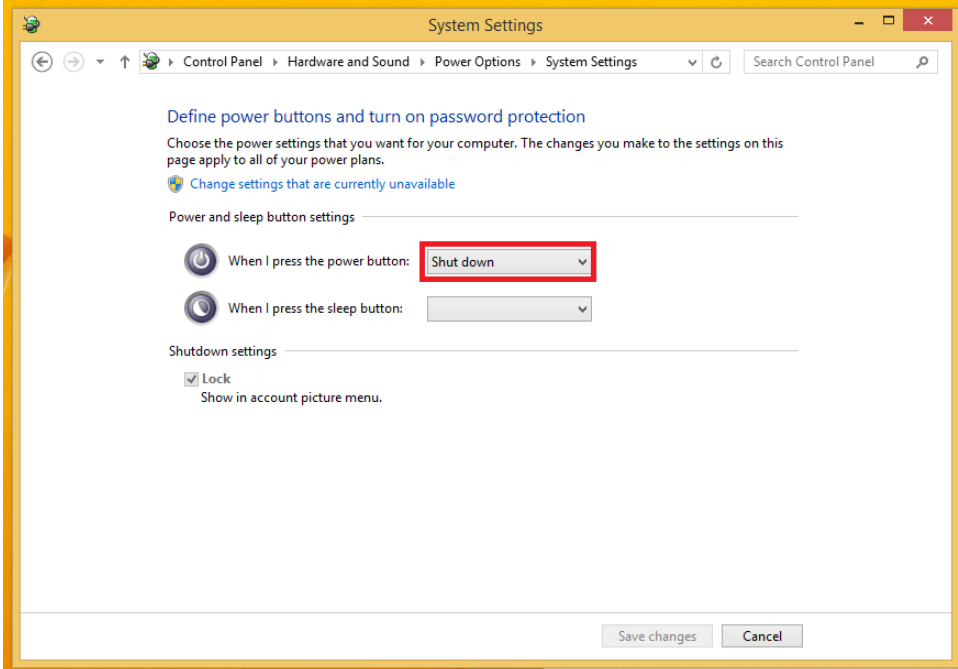 System Settings
Control Panel Hardware and Sound Power Options System Settings Search Control Panel
Define power buttons and turn on password protection
Choose the power settings that you want for your computer. The changes you make to the settings on this
page apply to all of your power plans.
Change settings that are currently unavailable
Power and sleep button settings
When I press the power button: Shut down
When I press the sleep button:
Shutdown settings
Lock
Show in account picture menu.
Save changes Cancel